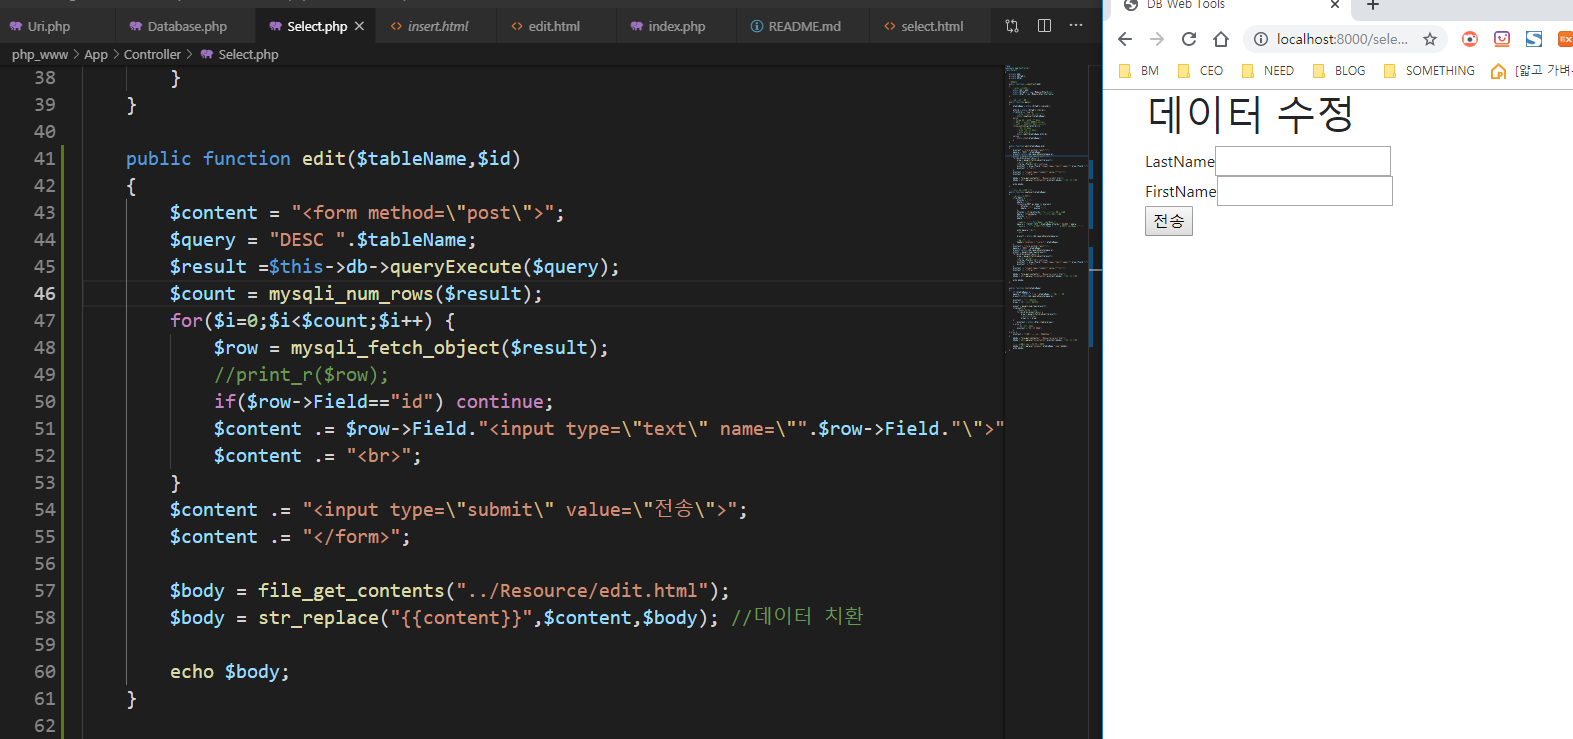 Uri.php Database.php Select.php insert.html edit.html index.php README.md select.html
php_www > App > Controller > Select.php
38 }
39 }
40
41 public function edit($tableName,$id)
42 {
43 $content = "<form method=\"post\">";
44 $query = "DESC ".$tableName;
45 $result =$this->db->queryExecute($query);
46 $count = mysqli_num_rows($result);
47 for($i=0;$i<$count;$i++) {
48 $row = mysqli_fetch_object($result);
49 //print_r($row);
50 if($row->Field=="id") continue;
51 $content .= $row->Field."<input type=\"text\" name=\"".$row->Field."\">"
52 $content .= "<br>";
53 }
54 $content .= "<input type=\"submit\" value=\"전송\">";
55 $content .= "</form>";
56
57 $body = file_get_contents("../Resource/edit.html");
58 $body = str_replace("{{content}}",$content,$body); //데이터 치환
59
60 echo $body;
61 }
62
DB Web Tools
localhost:8000/sele...
BM CEO NEED BLOG SOMETHING [얇고 가벼
데이터 수정
LastName
FirstName
전송